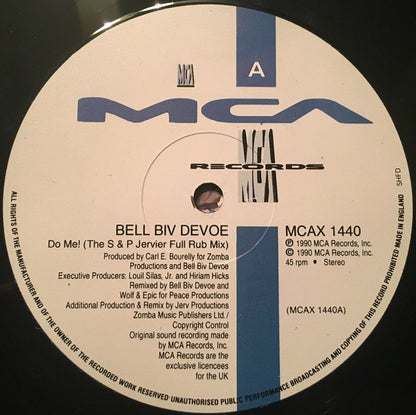 MCA
A
MCA
MCA
RECORDS
SHFD
BELL BIV DEVOE
MCAX 1440
Do Me! (The S & P Jervier Full Rub Mix)
Ⓟ 1990 MCA Records, Inc.
© 1990 MCA Records, Inc.
45 rpm • Stereo
Produced by Carl E. Bourelly for Zomba
Productions and Bell Biv Devoe
Executive Producers: Louil Silas, Jr. and Hiriam Hicks
Remixed by Bell Biv Devoe and
Wolf & Epic for Peace Productions
Additional Production & Remix by Jerv Productions
Zomba Music Publishers Ltd./
Copyright Control
Original sound recording made
by MCA Records, Inc.
MCA Records are the
exclusive licencees
for the UK
(MCAX 1440A)
ALL RIGHTS OF THE MANUFACTURER AND OF THE OWNER OF THE RECORDED WORK RESERVED UNAUTHORISED PUBLIC PERFORMANCE BROADCASTING AND COPYING OF THIS RECORD PROHIBITED MADE IN ENGLAND